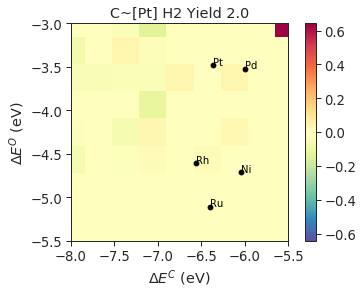 C~[Pt] H2 Yield 2.0
−3.0
−3.5
−4.0
−4.5
−5.0
−5.5
ΔE^O (eV)
Pt
Pd
Rh
Ni
Ru
−8.0 −7.5 −7.0 −6.5 −6.0 −5.5
ΔE^C (eV)
0.6
0.4
0.2
0.0
−0.2
−0.4
−0.6